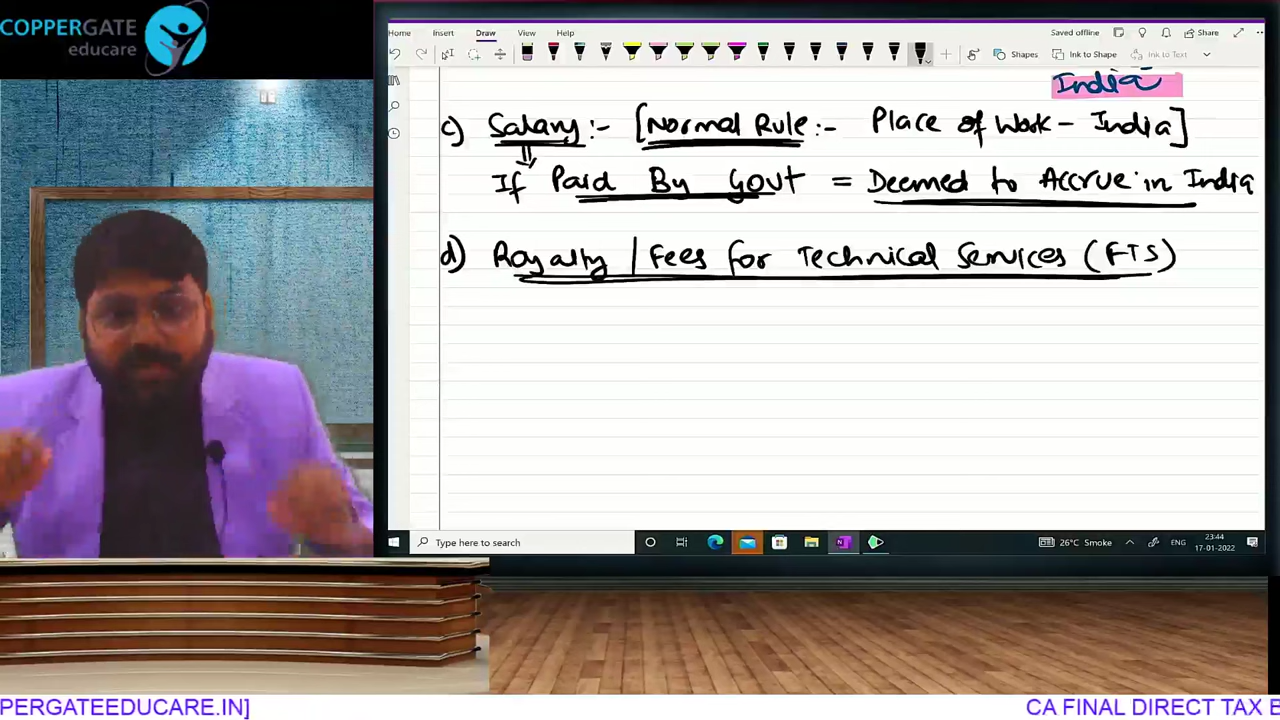 COPPERGATE
educare
Home Insert Draw View Help
Saved offline
Share
Shapes
Ink to Shape
Ink to Text
India
c) Salary :- [Normal Rule :- Place of Work - India]
If Paid By Govt = Deemed to Accrue in India
d) Royalty / Fees for Technical Services (FTS)
Type here to search
26°C Smoke
ENG
23:44
17-01-2022
PERGATEEDUCARE.IN]
CA FINAL DIRECT TAX E